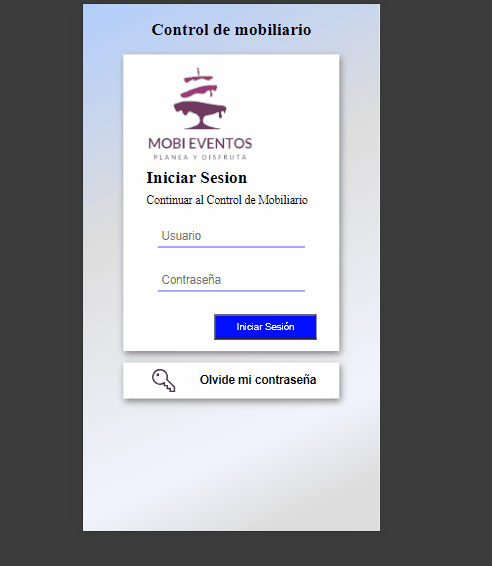 Control de mobiliario
MOBI EVENTOS
PLANEA Y DISFRUTA
Iniciar Sesion
Continuar al Control de Mobiliario
Usuario
Contraseña
Iniciar Sesión
Olvide mi contraseña